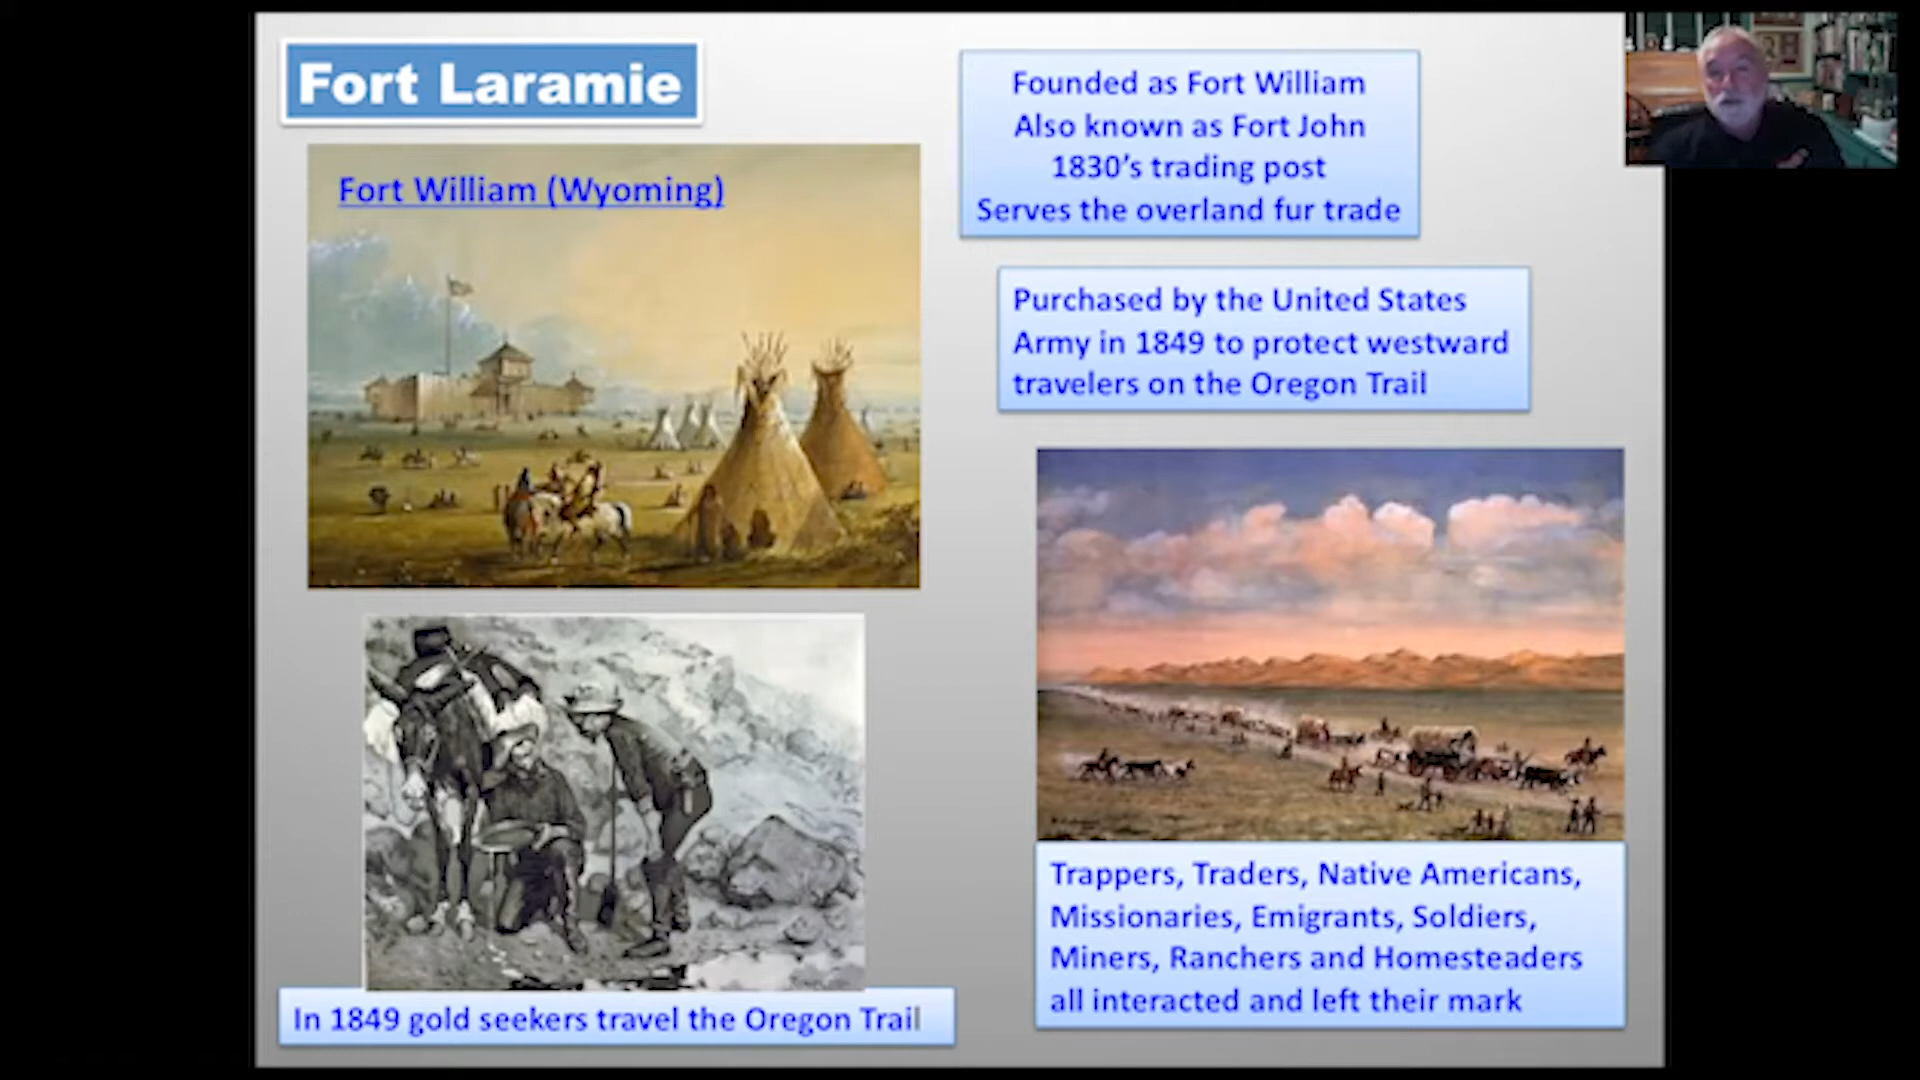 Fort Laramie
Fort William (Wyoming)
Founded as Fort William
Also known as Fort John
1830's trading post
Serves the overland fur trade
Purchased by the United States
Army in 1849 to protect westward
travelers on the Oregon Trail
In 1849 gold seekers travel the Oregon Trail
Trappers, Traders, Native Americans,
Missionaries, Emigrants, Soldiers,
Miners, Ranchers and Homesteaders
all interacted and left their mark